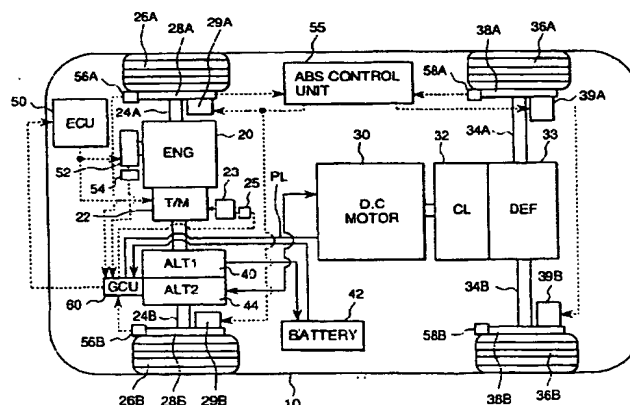 26A
28A
29A
55
38A
36A
56A
ABS CONTROL
UNIT
58A
50
24A
39A
ECU
20
34A
ENG
30
32
33
52
54
23
25
PL
T/M
D.C
MOTOR
CL
DEF
22
ALT1
40
42
34B
39B
GCU
ALT2
44
60
24B
BATTERY
56B
58B
26B
28B
29B
10
38B
36B